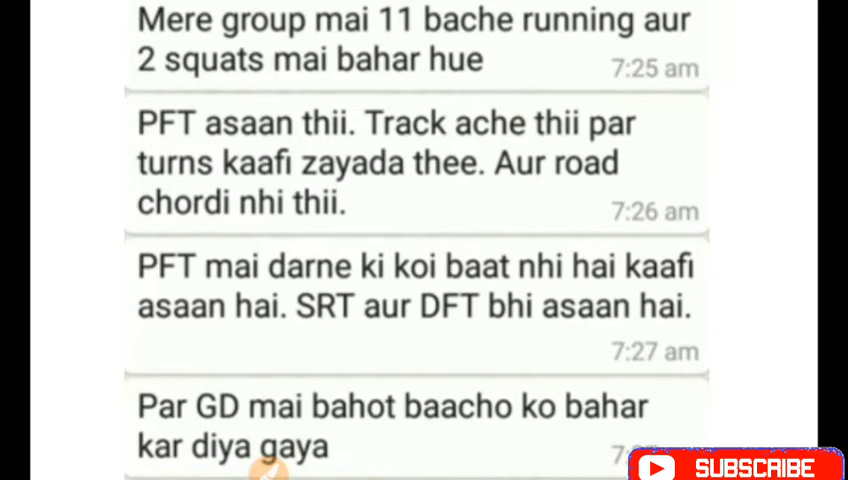 Mere group mai 11 bache running aur
2 squats mai bahar hue
7:25 am
PFT asaan thii. Track ache thii par
turns kaafi zayada thee. Aur road
chordi nhi thii.
7:26 am
PFT mai darne ki koi baat nhi hai kaafi
asaan hai. SRT aur DFT bhi asaan hai.
7:27 am
Par GD mai bahot baacho ko bahar
kar diya gaya
SUBSCRIBE